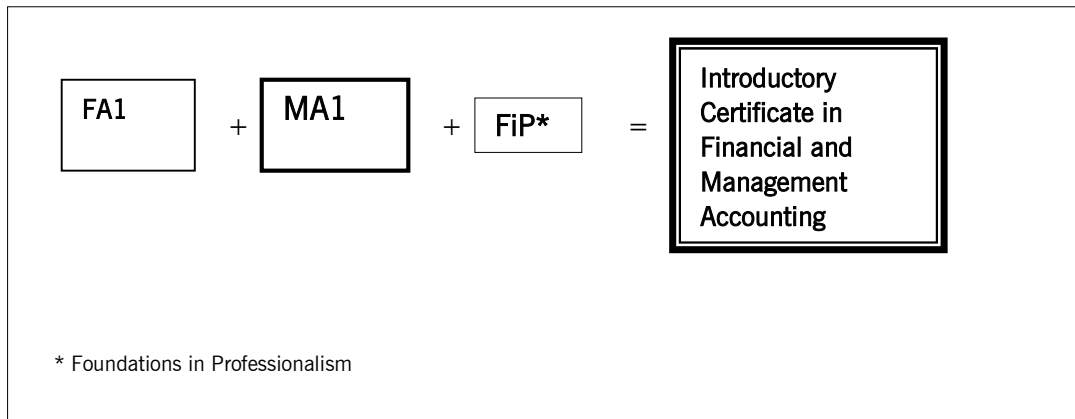 FA1 + MA1 + FiP* =
Introductory
Certificate in
Financial and
Management
Accounting
* Foundations in Professionalism